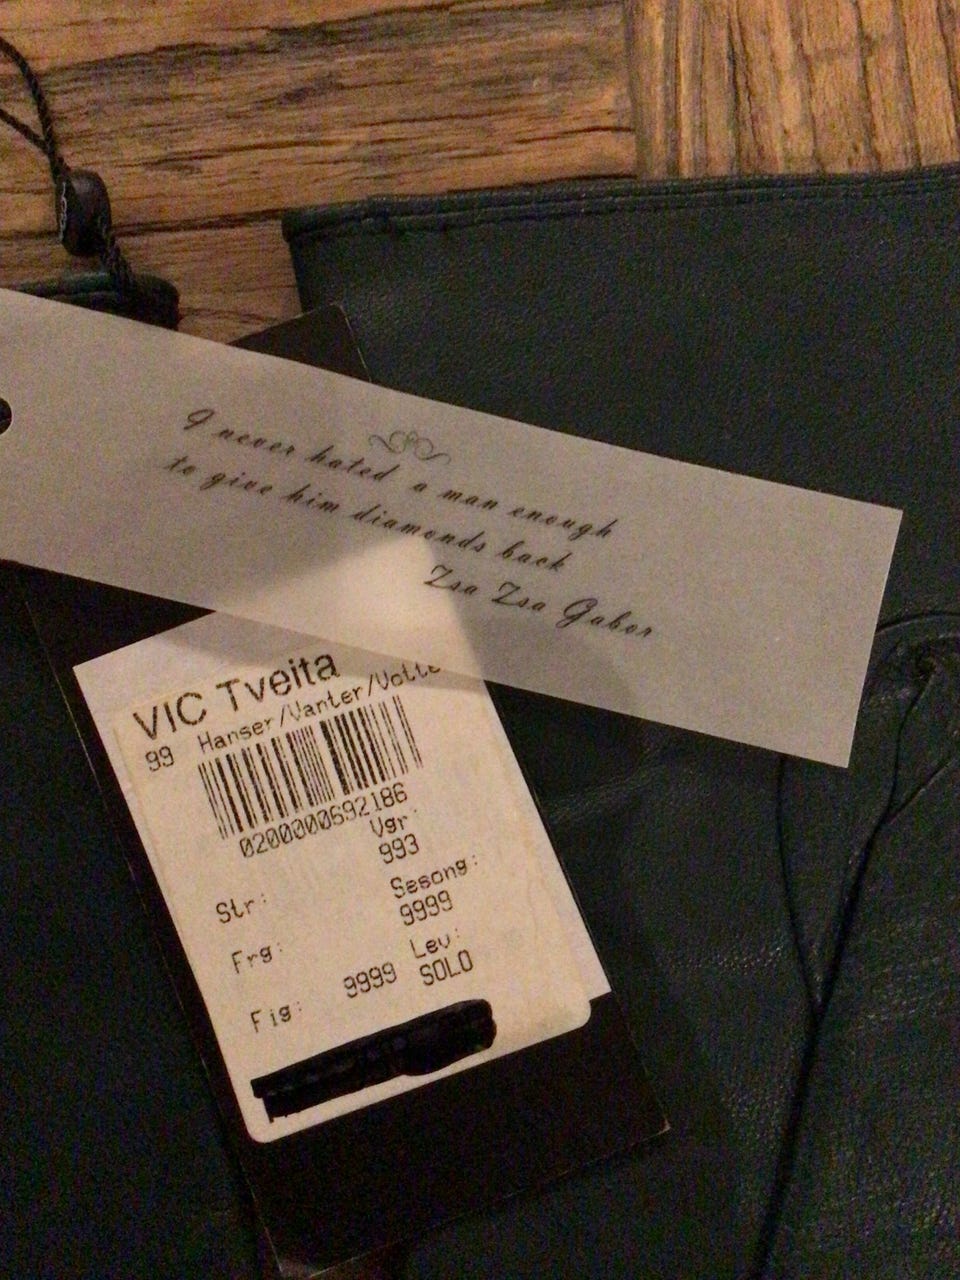 I never hated a man enough
to give him diamonds back
Zsa Zsa Gabor
VIC Tveita
99 Hanser/Vanter/Votte
0200000692186
Vgr:
993
Str:
Sesong:
9999
Frg:
Lev:
9999 SOLO
Fig: